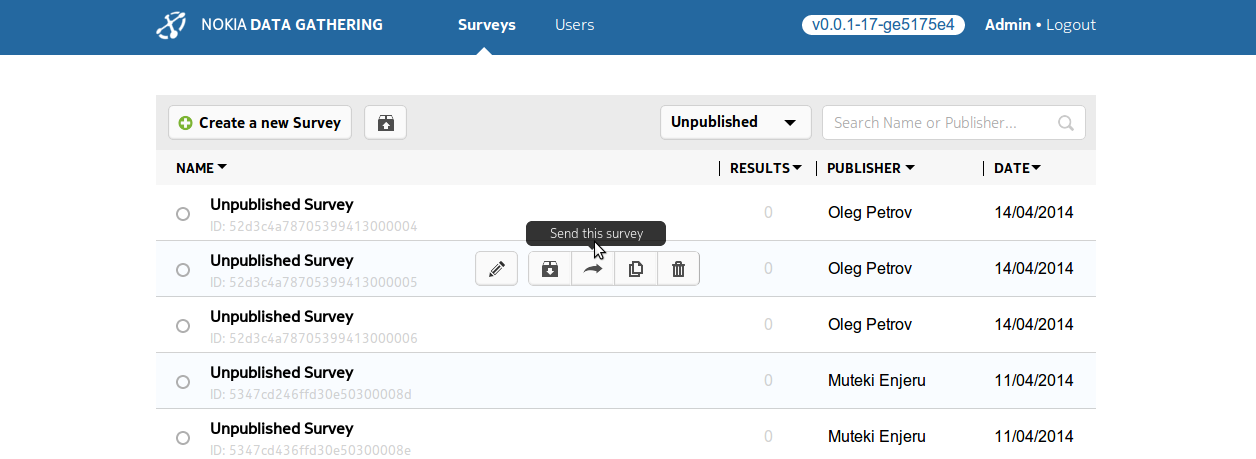 NOKIA DATA GATHERING Surveys Users v0.0.1-17-ge5175e4 Admin • Logout
Create a new Survey Unpublished Search Name or Publisher...
NAME RESULTS PUBLISHER DATE
Unpublished Survey
ID: 52d3c4a78705399413000004
0 Oleg Petrov 14/04/2014
Send this survey
Unpublished Survey
ID: 52d3c4a78705399413000005
0 Oleg Petrov 14/04/2014
Unpublished Survey
ID: 52d3c4a78705399413000006
0 Oleg Petrov 14/04/2014
Unpublished Survey
ID: 5347cd246ffd30e50300008d
0 Muteki Enjeru 11/04/2014
Unpublished Survey
ID: 5347cd436ffd30e50300008e
0 Muteki Enjeru 11/04/2014